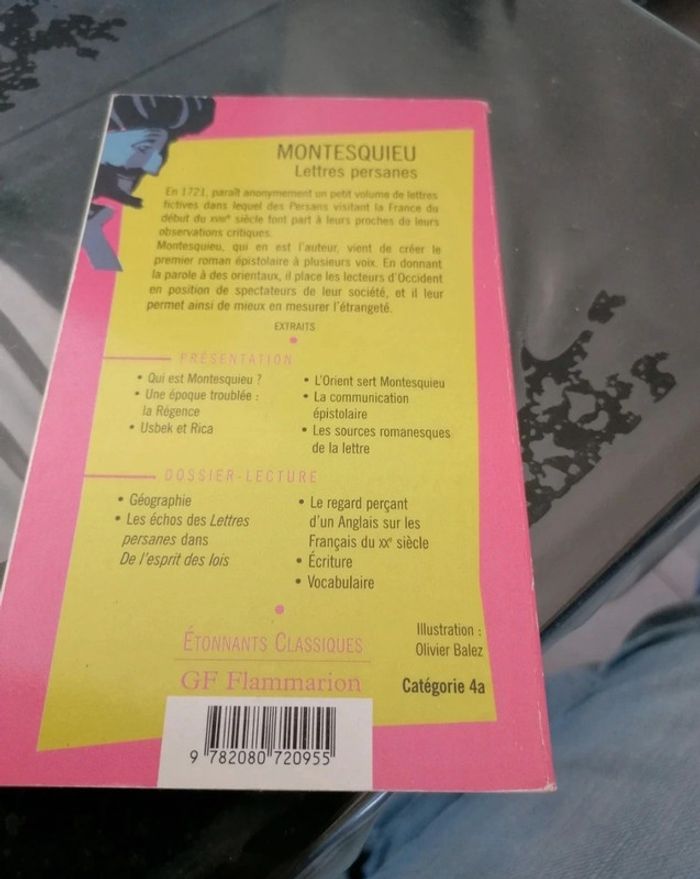 MONTESQUIEU
Lettres persanes
En 1721, paraît anonymement un petit volume de lettres
fictives dans lequel des Persans visitant la France du
début du XVIIIe siècle font part à leurs proches de leurs
observations critiques.
Montesquieu, qui en est l'auteur, vient de créer le
premier roman épistolaire à plusieurs voix. En donnant
la parole à des orientaux, il place les lecteurs d'Occident
en position de spectateurs de leur société, et il leur
permet ainsi de mieux en mesurer l'étrangeté.
EXTRAITS
PRÉSENTATION
• Qui est Montesquieu ?
• Une époque troublée :
la Régence
• Usbek et Rica
• L'Orient sert Montesquieu
• La communication
épistolaire
• Les sources romanesques
de la lettre
DOSSIER-LECTURE
• Géographie
• Les échos des Lettres
persanes dans
De l'esprit des lois
• Le regard perçant
d'un Anglais sur les
Français du XXe siècle
• Écriture
• Vocabulaire
ÉTONNANTS CLASSIQUES
GF Flammarion
Illustration :
Olivier Balez
Catégorie 4a
9 782080 720955